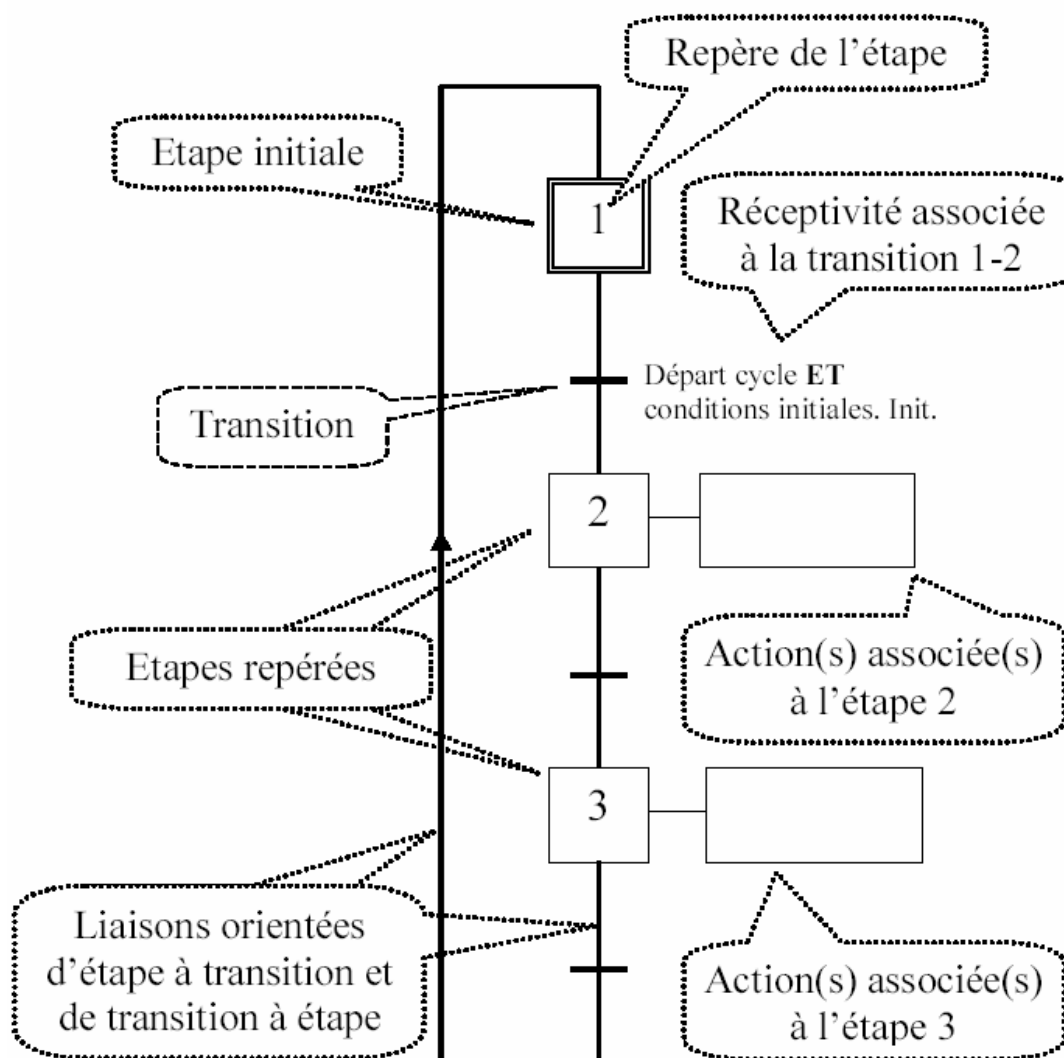 Repère de l'étape
Etape initiale
1
Réceptivité associée
à la transition 1-2
Départ cycle ET
conditions initiales. Init.
Transition
2
Etapes repérées
Action(s) associée(s)
à l'étape 2
3
Liaisons orientées
d'étape à transition et
de transition à étape
Action(s) associée(s)
à l'étape 3